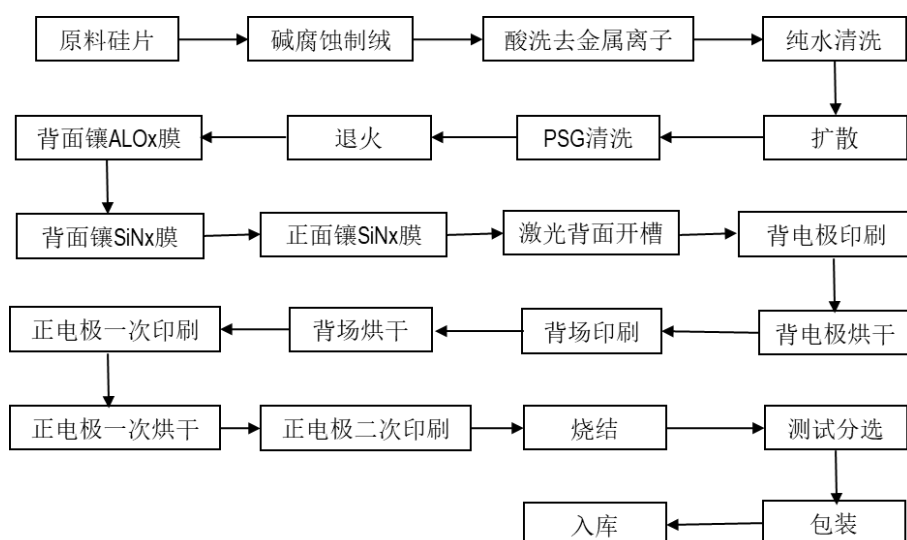 原料硅片
碱腐蚀制绒
酸洗去金属离子
纯水清洗
扩散
PSG清洗
退火
背面镶ALOx膜
背面镶SiNx膜
正面镶SiNx膜
激光背面开槽
背电极印刷
背电极烘干
背场印刷
背场烘干
正电极一次印刷
正电极一次烘干
正电极二次印刷
烧结
测试分选
包装
入库